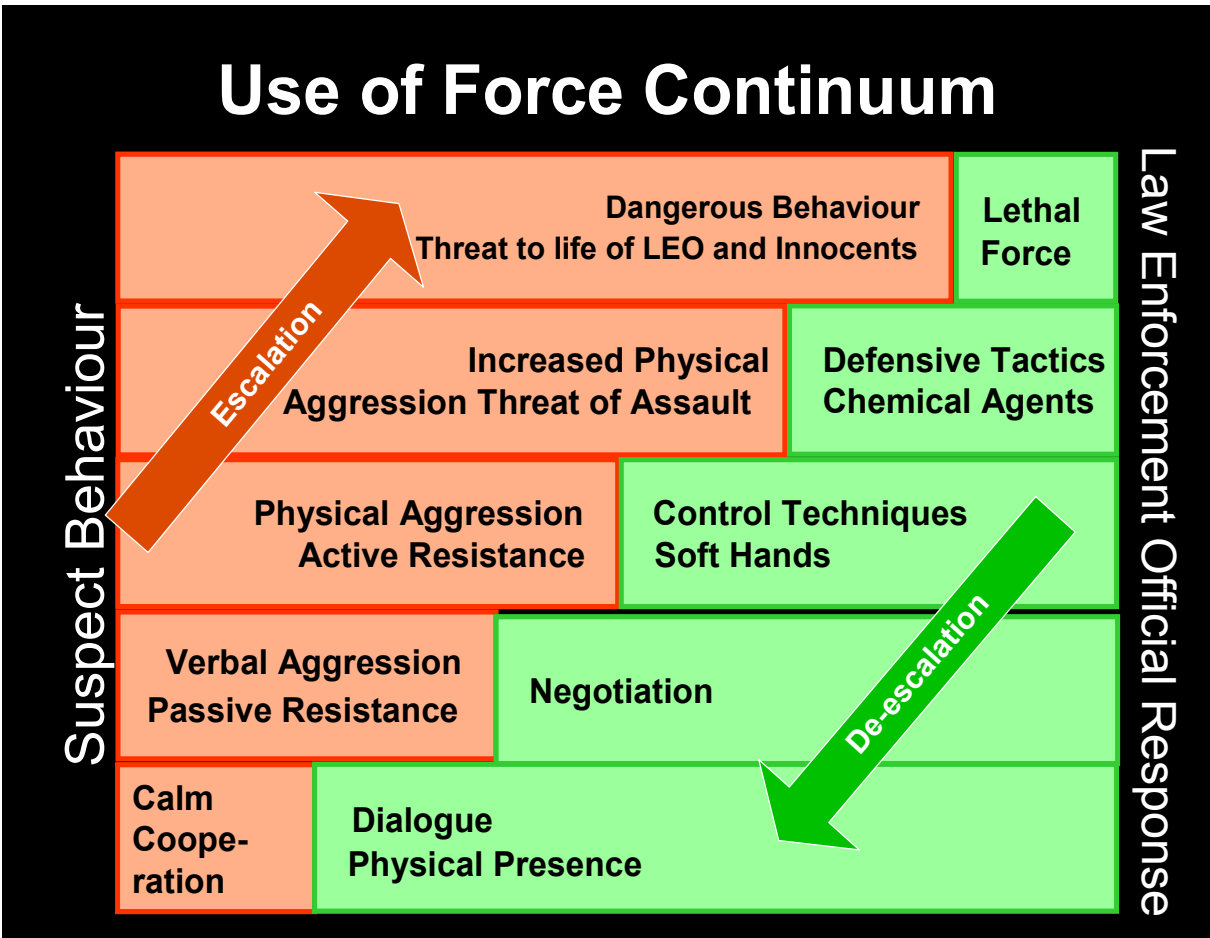 Use of Force Continuum
Suspect Behaviour
Law Enforcement Official Response
Dangerous Behaviour
Threat to life of LEO and Innocents
Lethal
Force
Escalation
Increased Physical
Aggression Threat of Assault
Defensive Tactics
Chemical Agents
Physical Aggression
Active Resistance
Control Techniques
Soft Hands
Verbal Aggression
Passive Resistance
Negotiation
De-escalation
Calm
Coope-
ration
Dialogue
Physical Presence